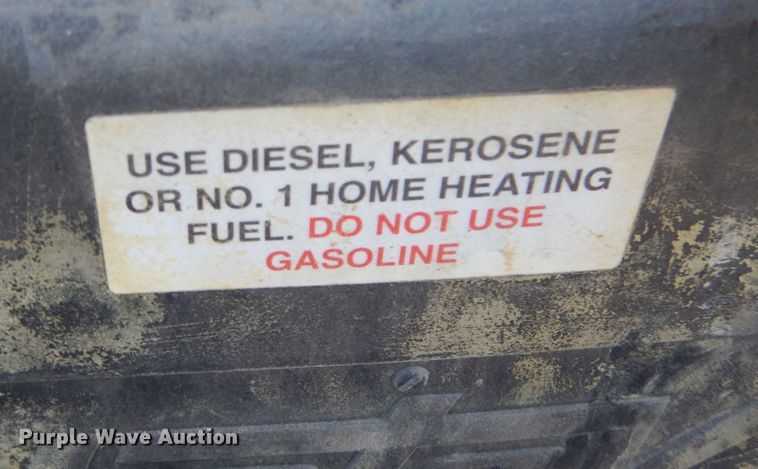 USE DIESEL, KEROSENE
OR NO. 1 HOME HEATING
FUEL. DO NOT USE
GASOLINE
Purple Wave Auction